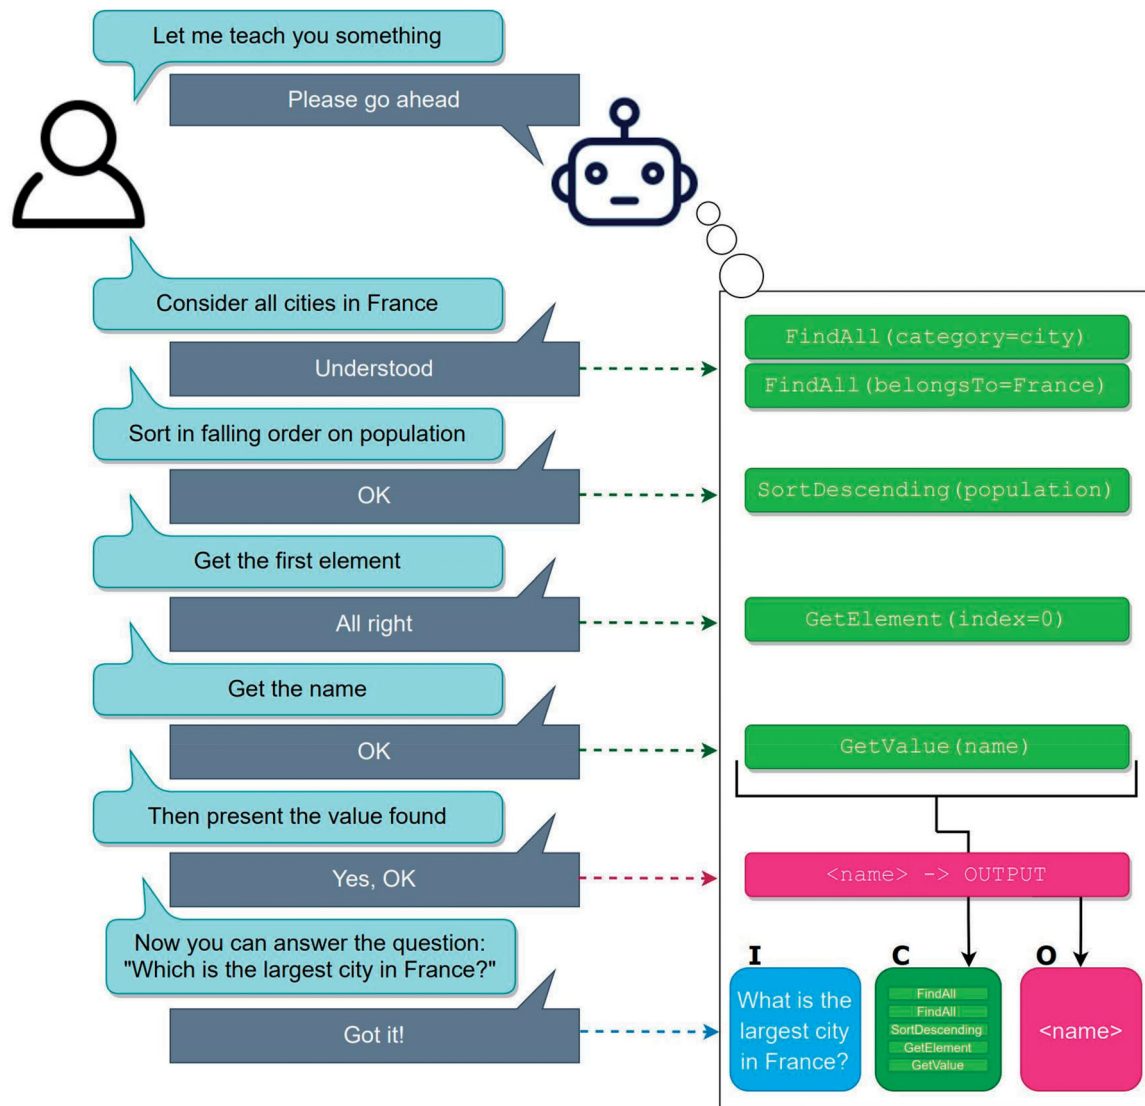 Let me teach you something
Please go ahead
Consider all cities in France
Understood
FindAll(category=city)
FindAll(belongsTo=France)
Sort in falling order on population
OK
SortDescending(population)
Get the first element
All right
GetElement(index=0)
Get the name
OK
GetValue(name)
Then present the value found
Yes, OK
<name> -> OUTPUT
Now you can answer the question:
"Which is the largest city in France?"
Got it!
I
What is the
largest city
in France?
C
FindAll
FindAll
SortDescending
GetElement
GetValue
O
<name>